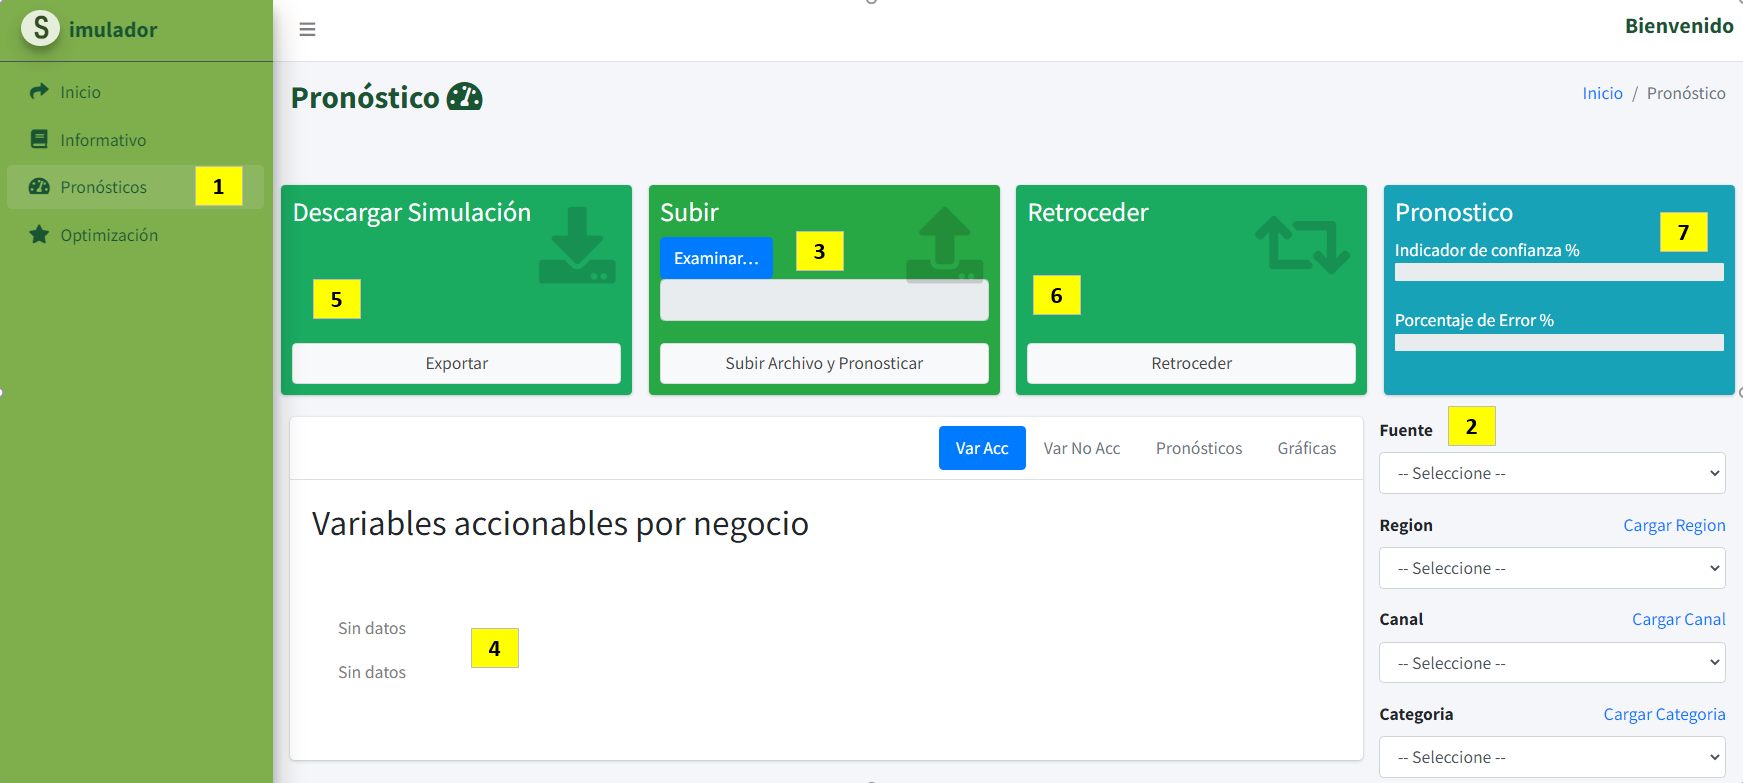 S imulador
Bienvenido
Inicio
Informativo
Pronósticos 1
Optimización
Pronóstico
Inicio / Pronóstico
Descargar Simulación
5
Exportar
Subir
Examinar... 3
Subir Archivo y Pronosticar
Retroceder
6
Retroceder
Pronostico
7
Indicador de confianza %
Porcentaje de Error %
Var Acc Var No Acc Pronósticos Gráficas
Variables accionables por negocio
Sin datos
4
Sin datos
Fuente 2
-- Seleccione --
Region Cargar Region
-- Seleccione --
Canal Cargar Canal
-- Seleccione --
Categoria Cargar Categoria
-- Seleccione --